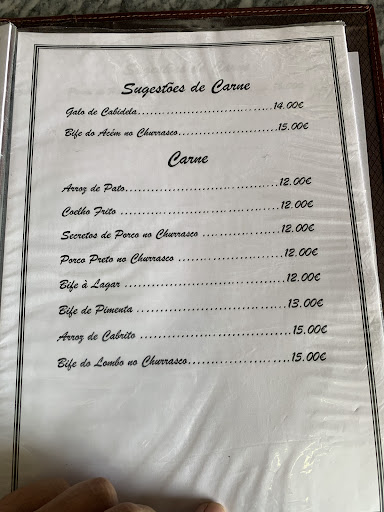 Sugestões de Carne
Galo de Cabidela.................................14.00€
Bife do Acém no Churrasco........................15.00€
Carne
Arroz de Pato....................................12.00€
Coelho Frito ....................................12.00€
Secretos de Porco no Churrasco ..................12.00€
Porco Preto no Churrasco ........................12.00€
Bife à Lagar ....................................12.00€
Bife de Pimenta .................................13.00€
Arroz de Cabrito ................................15.00€
Bife do Lombo no Churrasco.......................15.00€